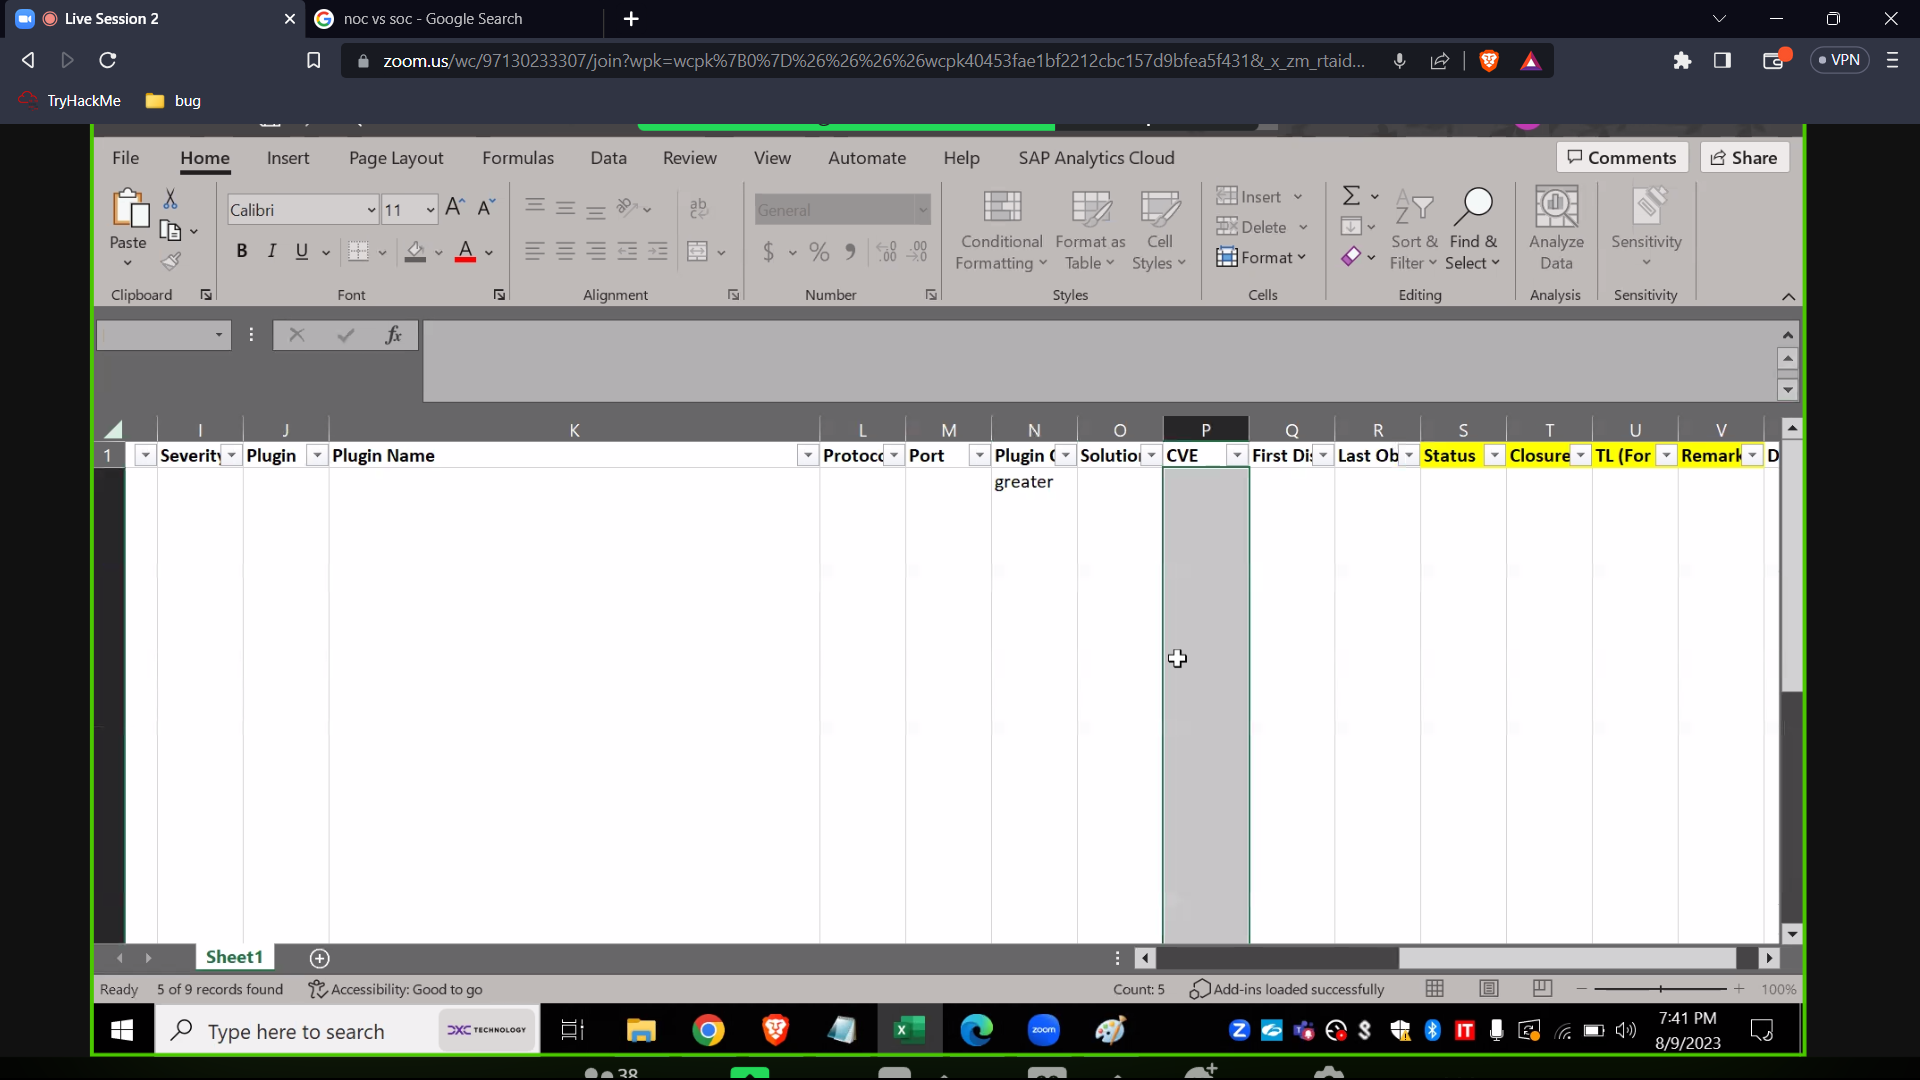 Live Session 2
noc vs soc - Google Search
zoom.us/wc/97130233307/join?wpk=wcpk%7B0%7D%26%26%26%26wcpk40453fae1bf2212cbc157d9bfea5f431&_x_zm_rtaid...
VPN
TryHackMe
bug
File Home Insert Page Layout Formulas Data Review View Automate Help SAP Analytics Cloud
Comments
Share
Calibri 11
General
Insert
Delete
Format
Paste
Conditional Formatting
Format as Table
Cell Styles
Sort & Filter
Find & Select
Analyze Data
Sensitivity
Clipboard Font Alignment Number Styles Cells Editing Analysis Sensitivity
fx
I J K L M N O P Q R S T U V
1 Severity Plugin Plugin Name Protoco Port Plugin Solution CVE First Di Last Ob Status Closure TL (For Remark D
greater
Sheet1
Ready 5 of 9 records found Accessibility: Good to go Count: 5 Add-ins loaded successfully 100%
Type here to search
DXC TECHNOLOGY
zoom
IT
7:41 PM
8/9/2023
38